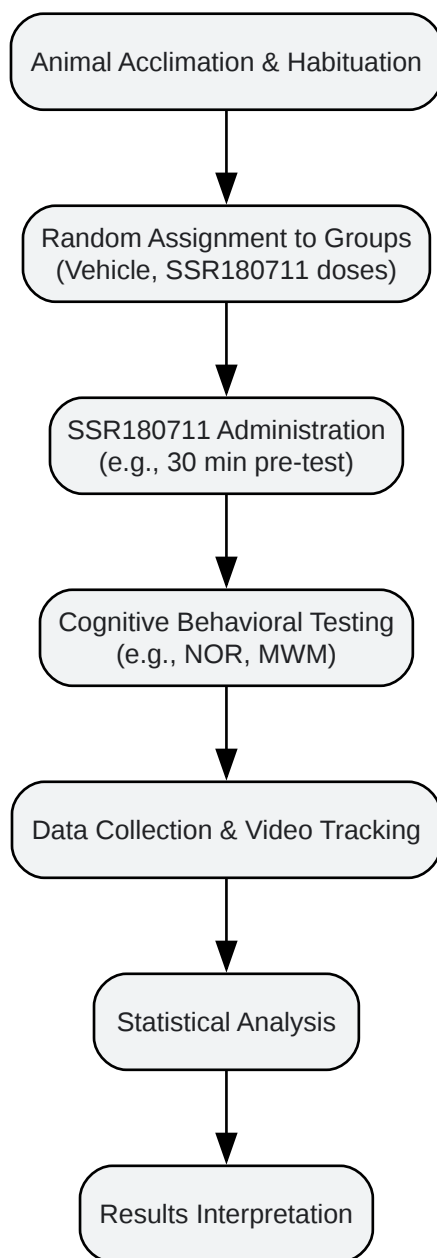 Animal Acclimation & Habituation
Random Assignment to Groups
(Vehicle, SSR180711 doses)
SSR180711 Administration
(e.g., 30 min pre-test)
Cognitive Behavioral Testing
(e.g., NOR, MWM)
Data Collection & Video Tracking
Statistical Analysis
Results Interpretation